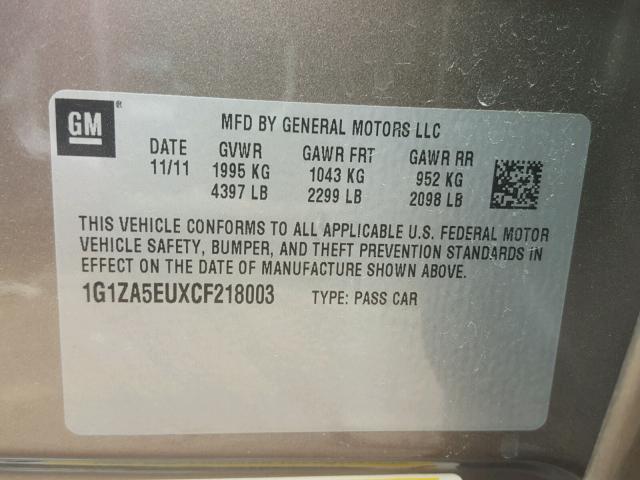 GM ®
MFD BY GENERAL MOTORS LLC
DATE GVWR GAWR FRT GAWR RR
11/11 1995 KG 1043 KG 952 KG
4397 LB 2299 LB 2098 LB
THIS VEHICLE CONFORMS TO ALL APPLICABLE U.S. FEDERAL MOTOR
VEHICLE SAFETY, BUMPER, AND THEFT PREVENTION STANDARDS IN
EFFECT ON THE DATE OF MANUFACTURE SHOWN ABOVE.
1G1ZA5EUXCF218003 TYPE: PASS CAR